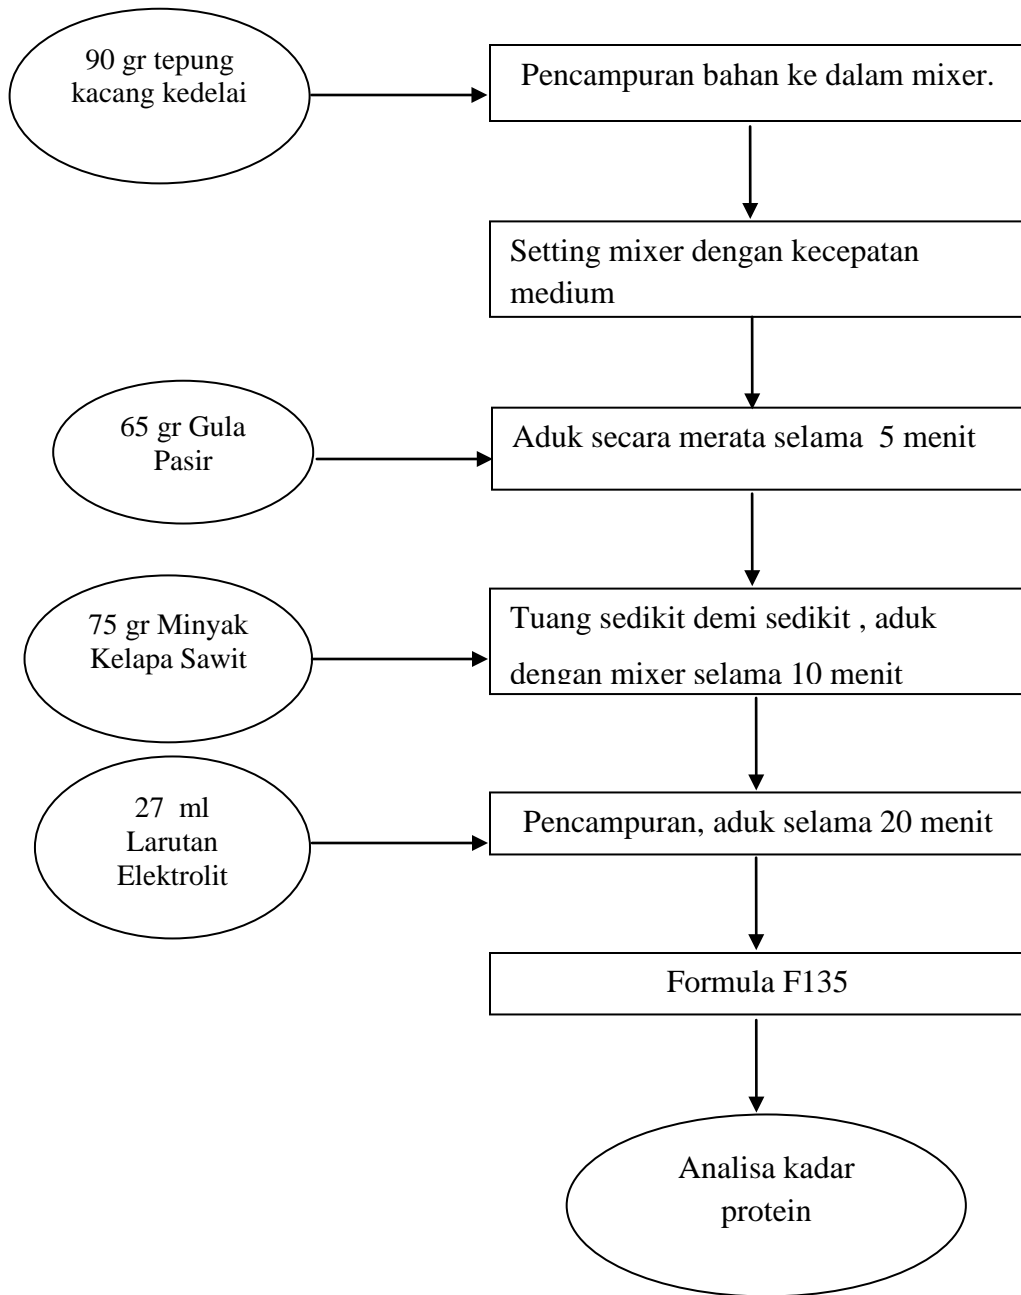 90 gr tepung
kacang kedelai
Pencampuran bahan ke dalam mixer.
Setting mixer dengan kecepatan
medium
65 gr Gula
Pasir
Aduk secara merata selama 5 menit
75 gr Minyak
Kelapa Sawit
Tuang sedikit demi sedikit , aduk
dengan mixer selama 10 menit
27 ml
Larutan
Elektrolit
Pencampuran, aduk selama 20 menit
Formula F135
Analisa kadar
protein